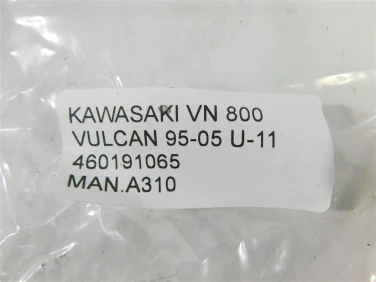 KAWASAKI VN 800
VULCAN 95-05 U-11
460191065
MAN.A310